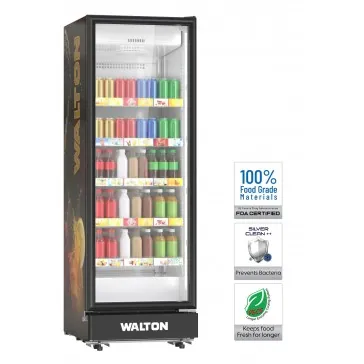 WALTON
WALTON
100%
Food Grade
Materials
FDA CERTIFIED
SILVER
CLEAN ++
Prevents Bacteria
Keeps food
Fresh for longer